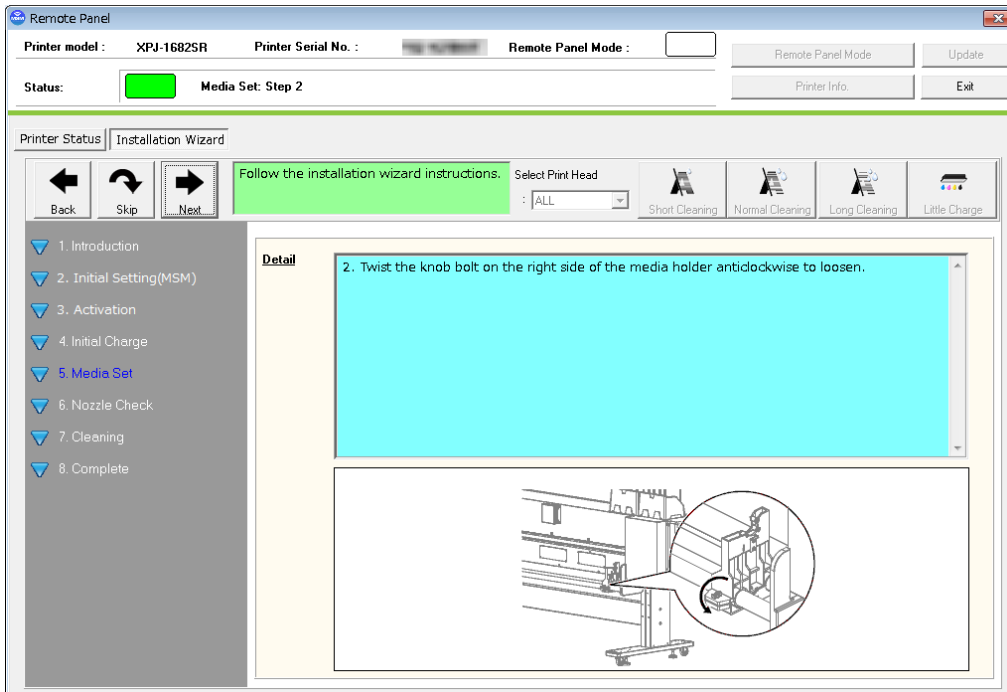 Remote Panel
Printer model : XPJ-1682SR Printer Serial No. : Remote Panel Mode :
Remote Panel Mode Update
Status: Media Set: Step 2
Printer Info. Exit
Printer Status Installation Wizard
Follow the installation wizard instructions.
Select Print Head
: ALL
Back Skip Next Short Cleaning Normal Cleaning Long Cleaning Little Charge
1. Introduction
2. Initial Setting(MSM)
3. Activation
4. Initial Charge
5. Media Set
6. Nozzle Check
7. Cleaning
8. Complete
Detail
2. Twist the knob bolt on the right side of the media holder anticlockwise to loosen.